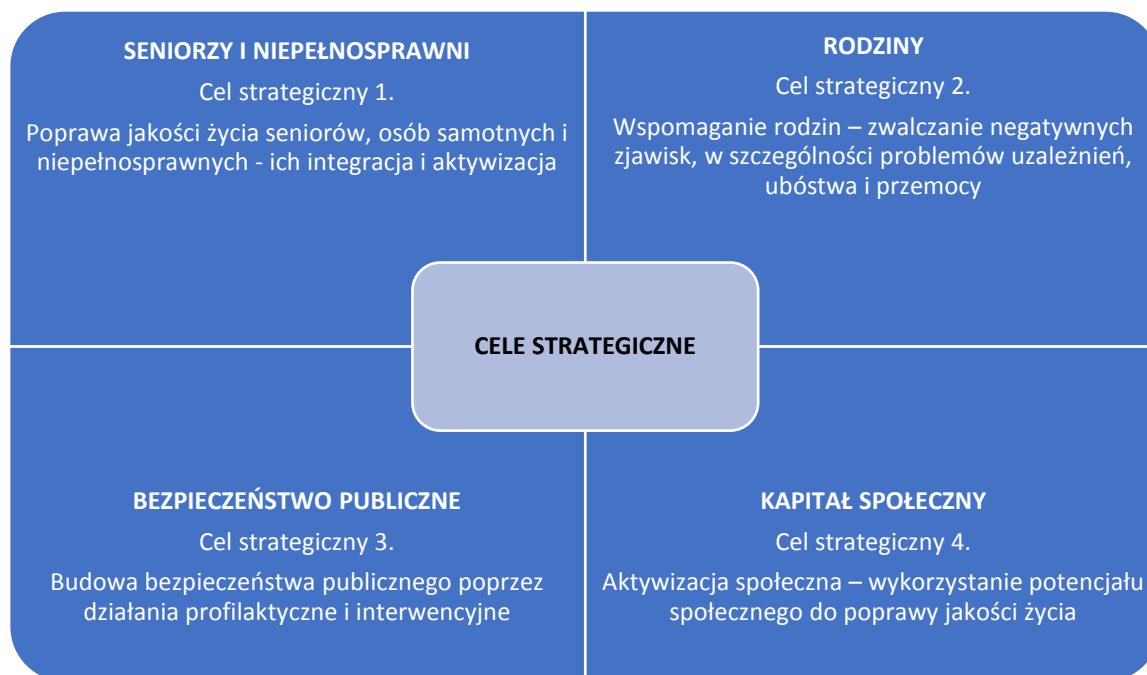 SENIORZY I NIEPEŁNOSPRAWNI
Cel strategiczny 1.
Poprawa jakości życia seniorów, osób samotnych i
niepełnosprawnych - ich integracja i aktywizacja
RODZINY
Cel strategiczny 2.
Wspomaganie rodzin – zwalczanie negatywnych
zjawisk, w szczególności problemów uzależnień,
ubóstwa i przemocy
CELE STRATEGICZNE
BEZPIECZEŃSTWO PUBLICZNE
Cel strategiczny 3.
Budowa bezpieczeństwa publicznego poprzez
działania profilaktyczne i interwencyjne
KAPITAŁ SPOŁECZNY
Cel strategiczny 4.
Aktywizacja społeczna – wykorzystanie potencjału
społecznego do poprawy jakości życia